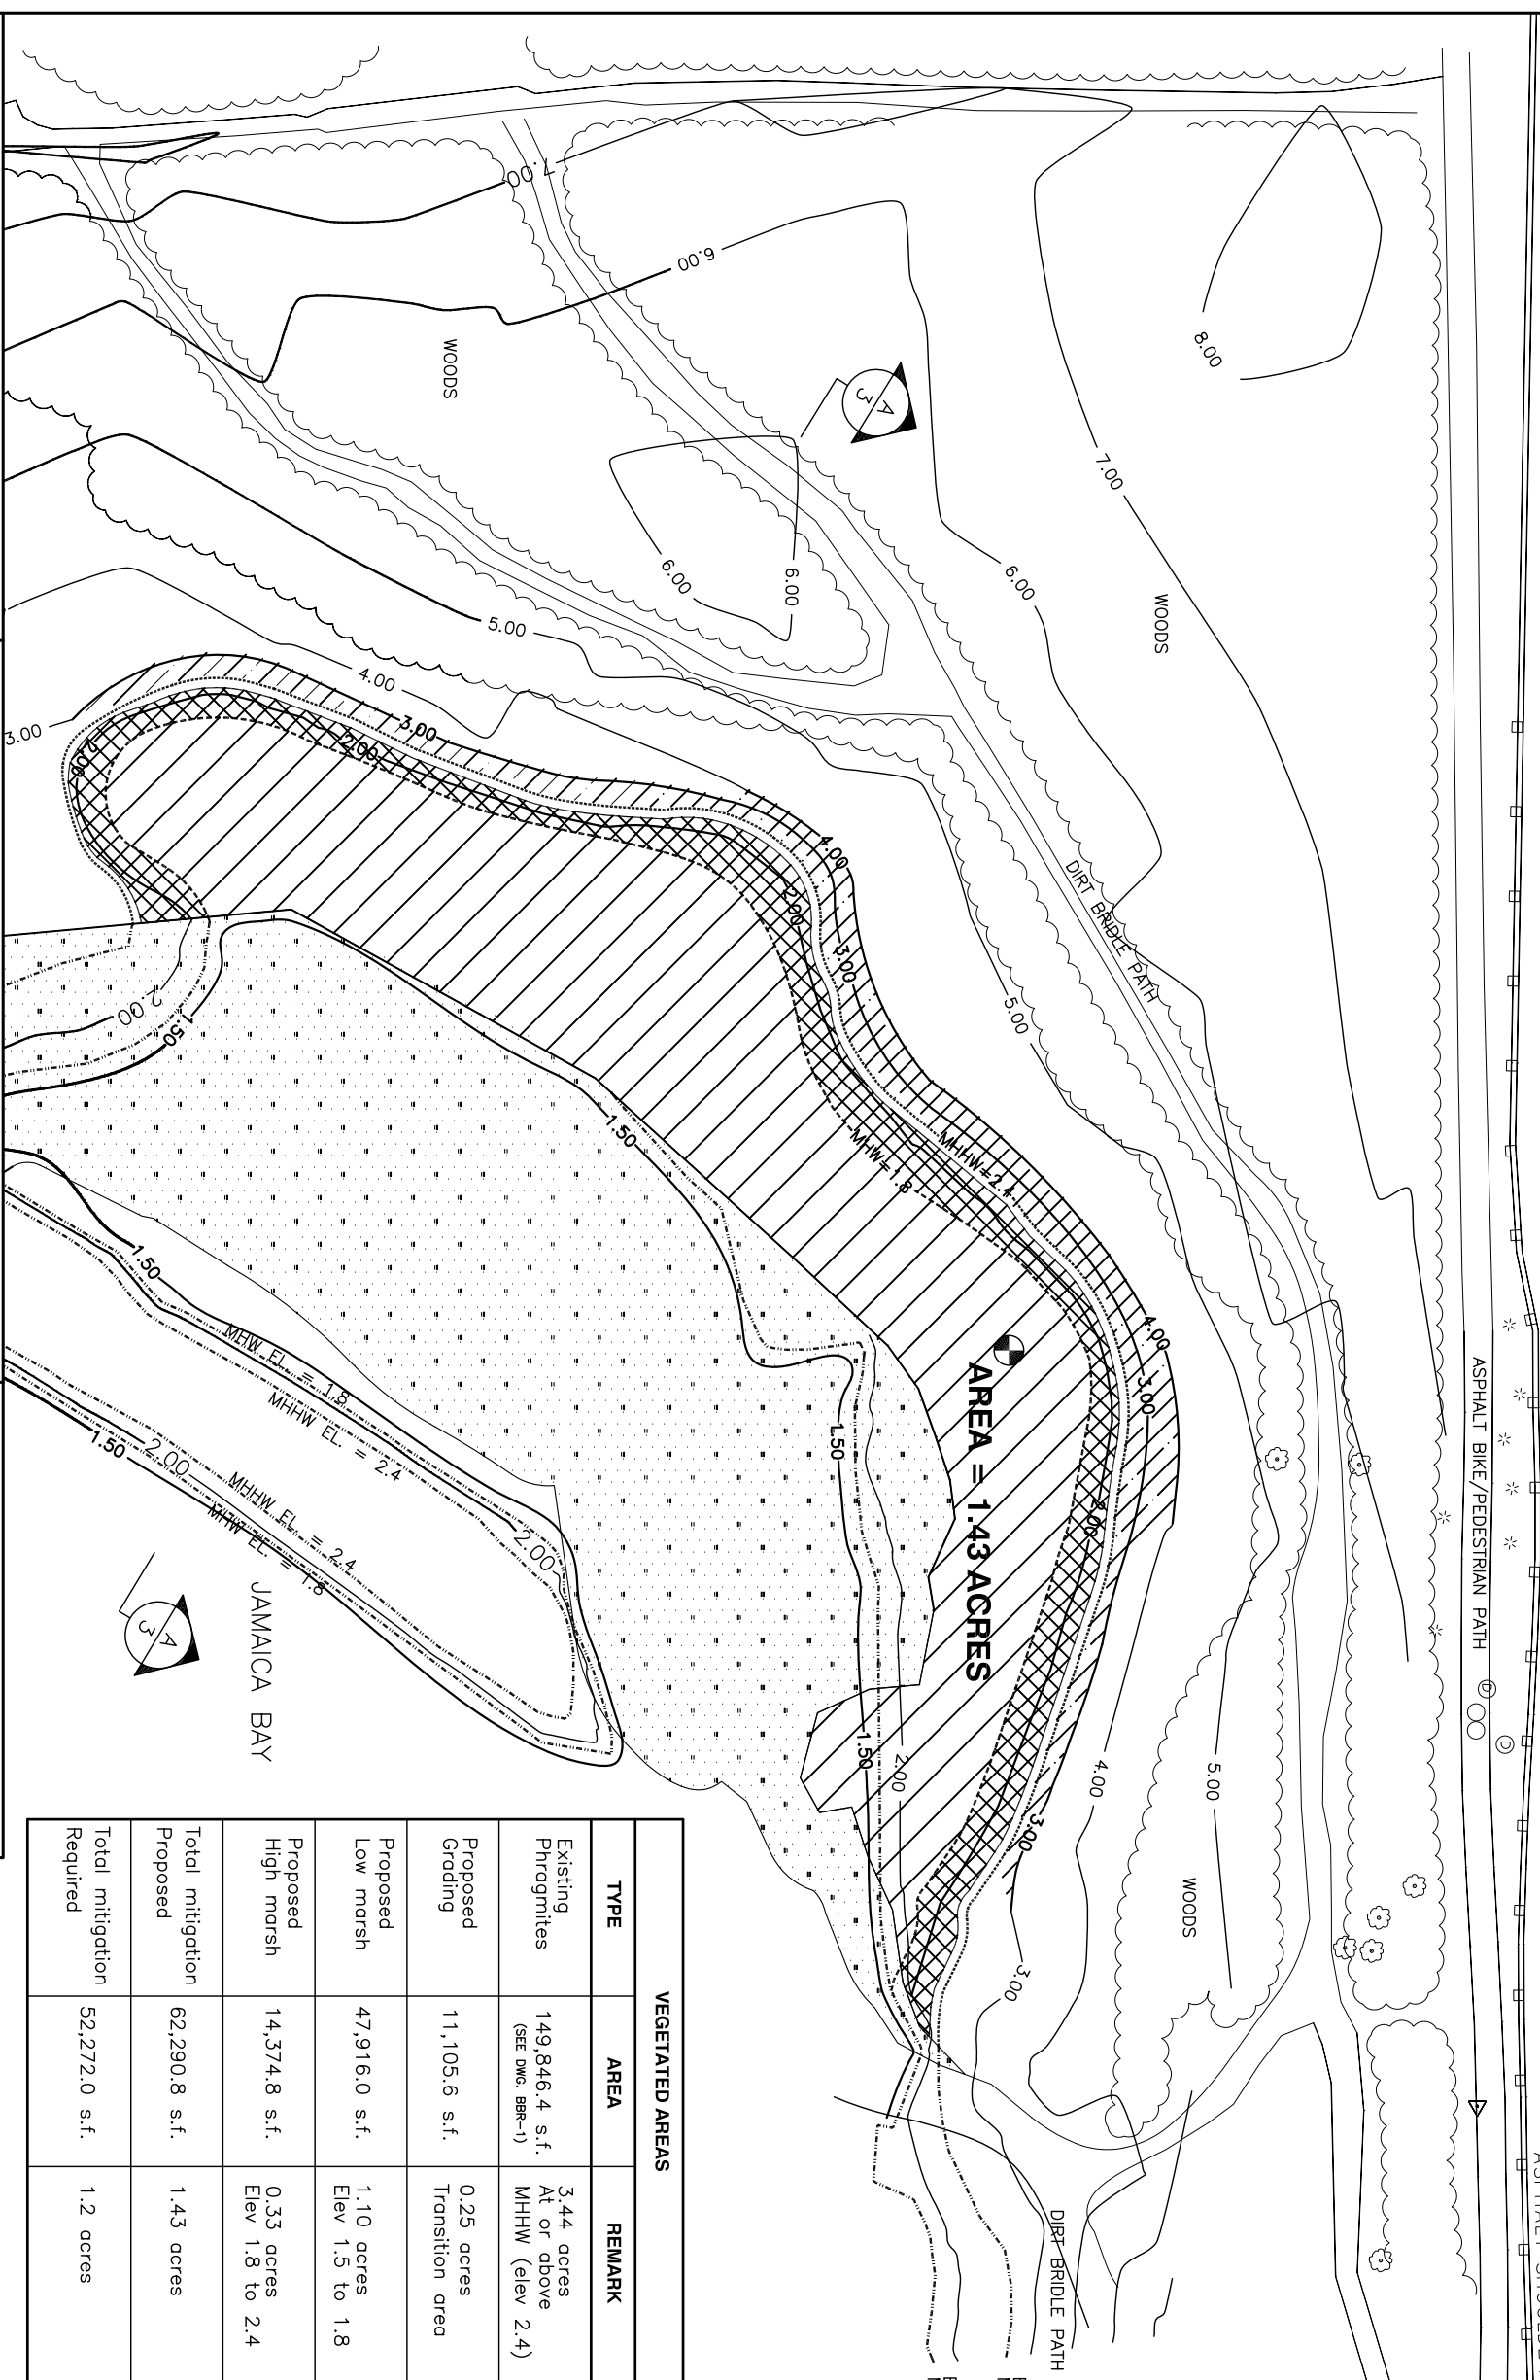 7.00
6.00
WOODS
A
3
8.00
7.00
6.00
6.00
6.00
WOODS
5.00
4.00
3.00
3.00
2.00
2.00
4.00
2.00
3.00
DIRT BRIDLE PATH
5.00
2.00
1.50
1.50
MHW=1.8
MHHW=2.4
1.50
MHW EL. = 1.8
MHHW EL. = 2.4
2.00
1.50
MHHW EL. = 2.4
MHW EL. = 1.8
2.00
4.00
3.00
2.00
1.50
AREA = 1.43 ACRES
ASPHALT BIKE/PEDESTRIAN PATH
D
D
A
3
JAMAICA BAY
1.50
2.00
4.00
5.00
3.00
3.00
WOODS
DIRT BRIDLE PATH
VEGETATED AREAS
TYPE AREA REMARK
Existing Phragmites 149,846.4 s.f. (SEE DWG. BBR-1) 3.44 acres At or above MHHW (elev 2.4)
Proposed Grading 11,105.6 s.f. 0.25 acres Transition area
Proposed Low marsh 47,916.0 s.f. 1.10 acres Elev 1.5 to 1.8
Proposed High marsh 14,374.8 s.f. 0.33 acres Elev 1.8 to 2.4
Total mitigation Proposed 62,290.8 s.f. 1.43 acres
Total mitigation Required 52,272.0 s.f. 1.2 acres